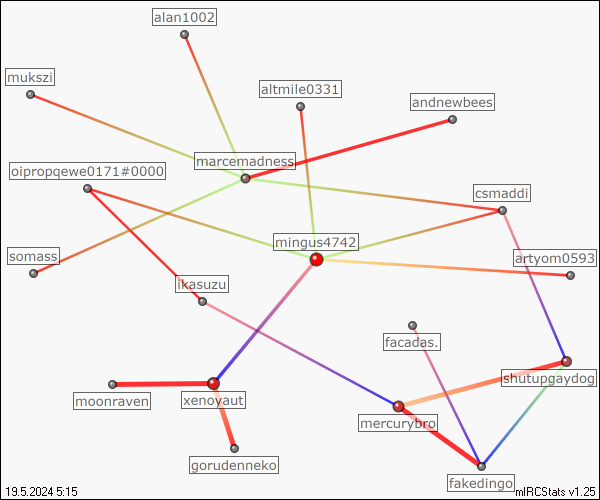 alan1002
mukszi
altmile0331
andnewbees
marcemadness
oipropqewe0171#0000
csmaddi
mingus4742
somass
artyom0593
ikasuzu
facadas.
shutupgaydog
moonraven
xenoyaut
mercurybro
gorudenneko
fakedingo
19.5.2024 5:15
mIRCStats v1.25